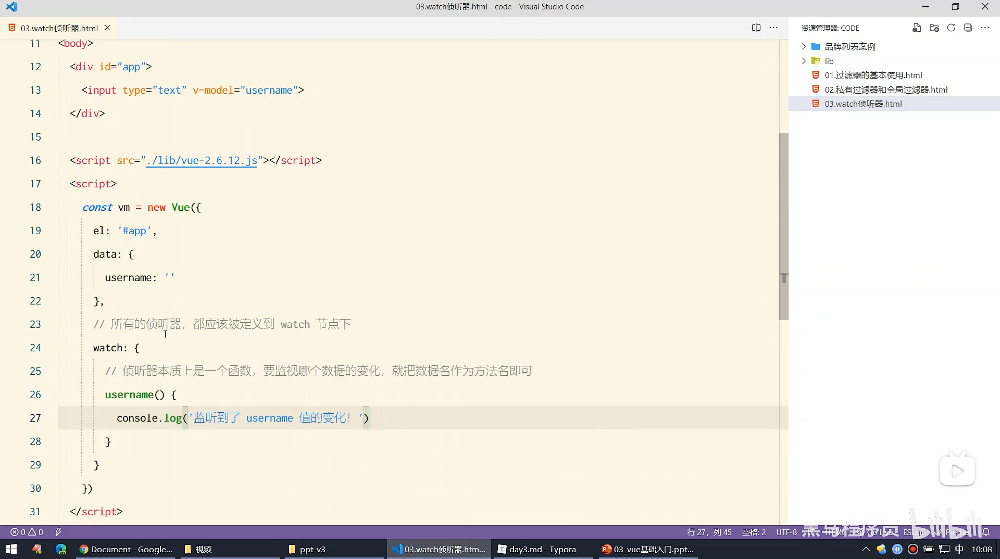 03.watch侦听器.html - code - Visual Studio Code
03.watch侦听器.html
资源管理器: CODE
品牌列表案例
lib
01.过滤器的基本使用.html
02.私有过滤器和全局过滤器.html
03.watch侦听器.html
11 <body>
12 <div id="app">
13 <input type="text" v-model="username">
14 </div>
15
16 <script src="./lib/vue-2.6.12.js"></script>
17 <script>
18 const vm = new Vue({
19 el: '#app',
20 data: {
21 username: ''
22 },
23 // 所有的侦听器，都应该被定义到 watch 节点下
24 watch: {
25 // 侦听器本质上是一个函数，要监视哪个数据的变化，就把数据名作为方法名即可
26 username() {
27 console.log('监听到了 username 值的变化！')
28 }
29 }
30 })
31 </script>
0 0 行 27，列 45 空格: 2 UTF-8 HTML Go Live ESLint Prettier
黑马程序员 bilibili
Document - Google... 视频 ppt-v3 03.watch侦听器.htm... day3.md - Typora 03_vue基础入门.ppt... 中 10:08